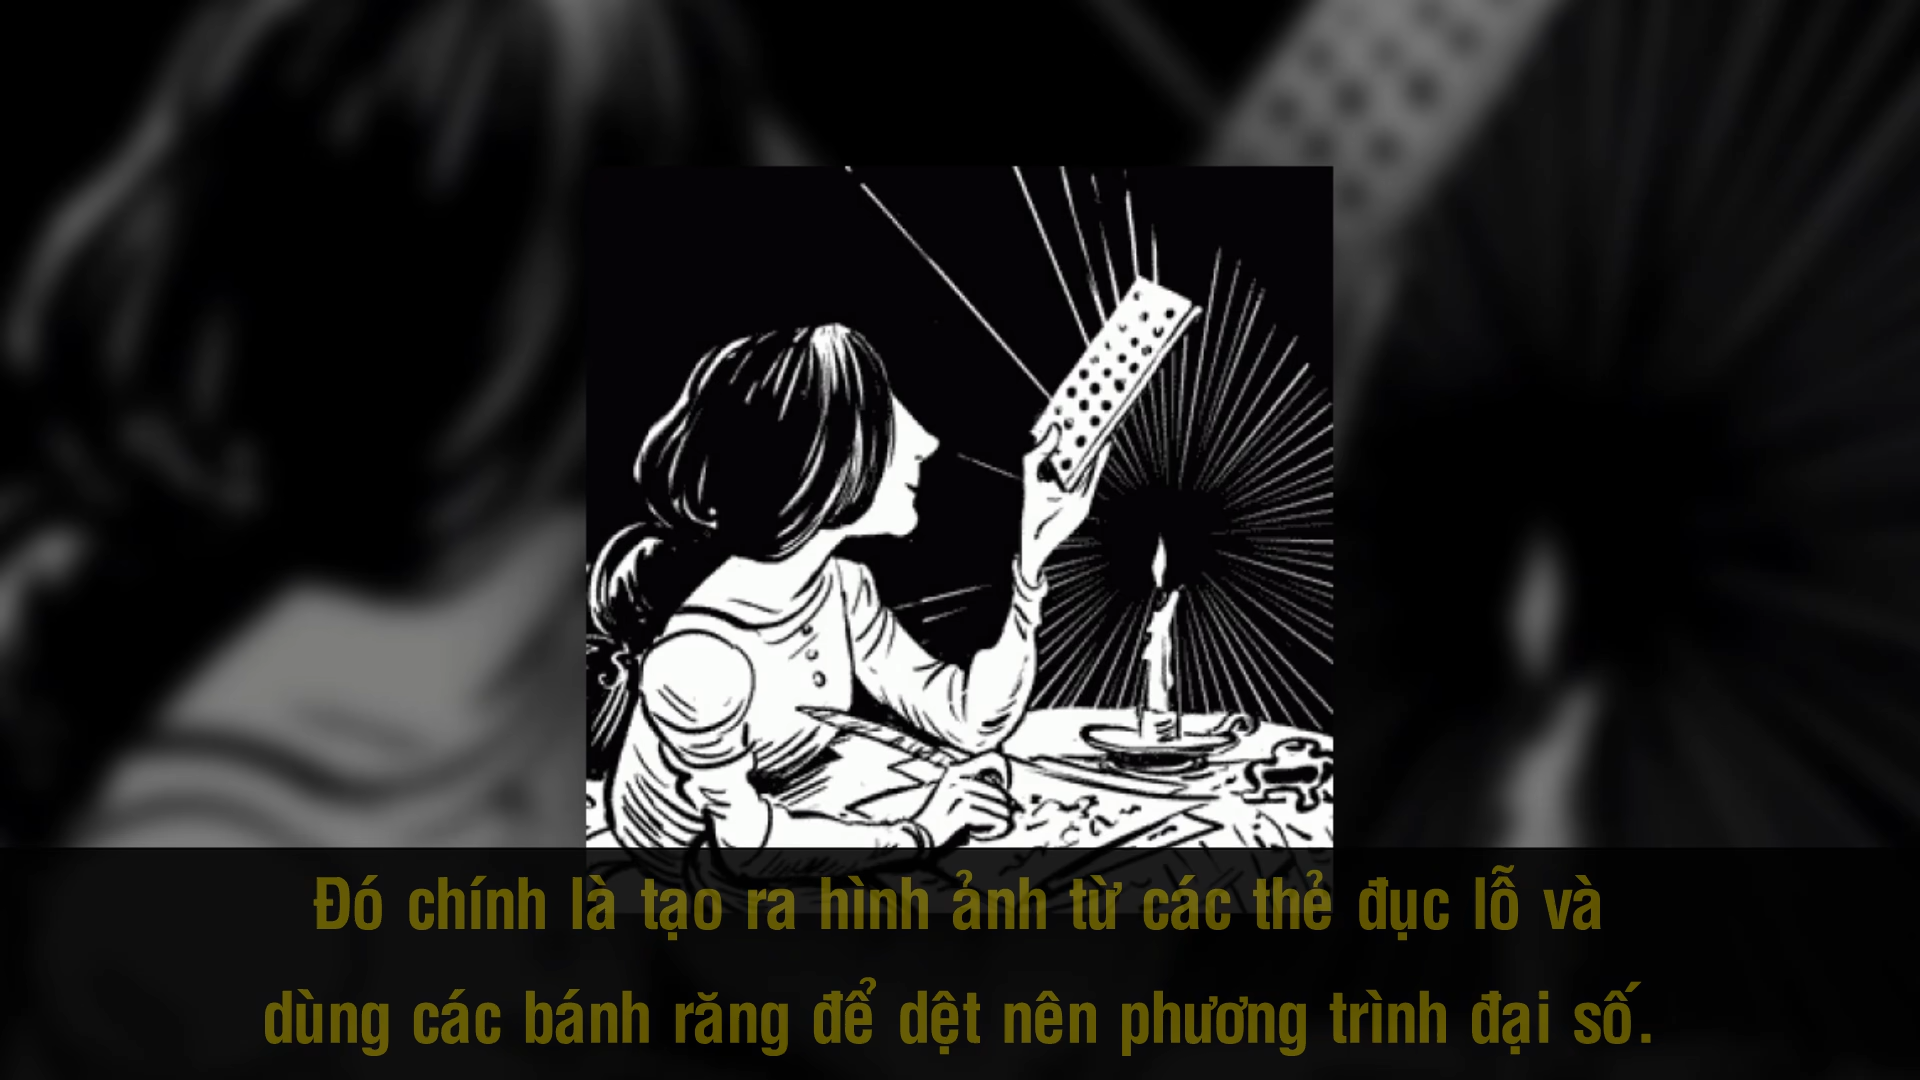 Đó chính là tạo ra hình ảnh từ các thẻ đục lỗ và
dùng các bánh răng để dệt nên phương trình đại số.